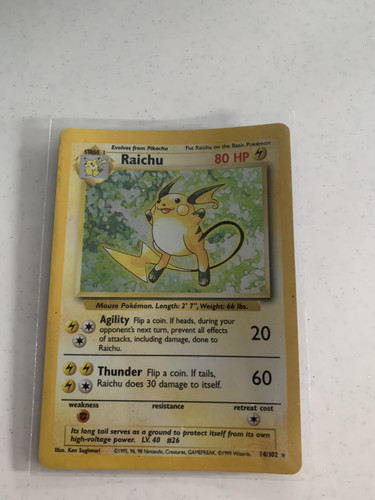 STAGE 1 Evolves from Pikachu Put Raichu on the Basic Pokémon
Raichu 80 HP
Mouse Pokémon. Length: 2' 7", Weight: 66 lbs.
Agility Flip a coin. If heads, during your
opponent's next turn, prevent all effects
of attacks, including damage, done to
Raichu.
20
Thunder Flip a coin. If tails,
Raichu does 30 damage to itself.
60
weakness resistance retreat cost
Its long tail serves as a ground to protect itself from its own
high-voltage power. LV. 40 #26
Illus. Ken Sugimori ©1995, 96, 98 Nintendo, Creatures, GAMEFREAK. ©1999 Wizards. 14/102